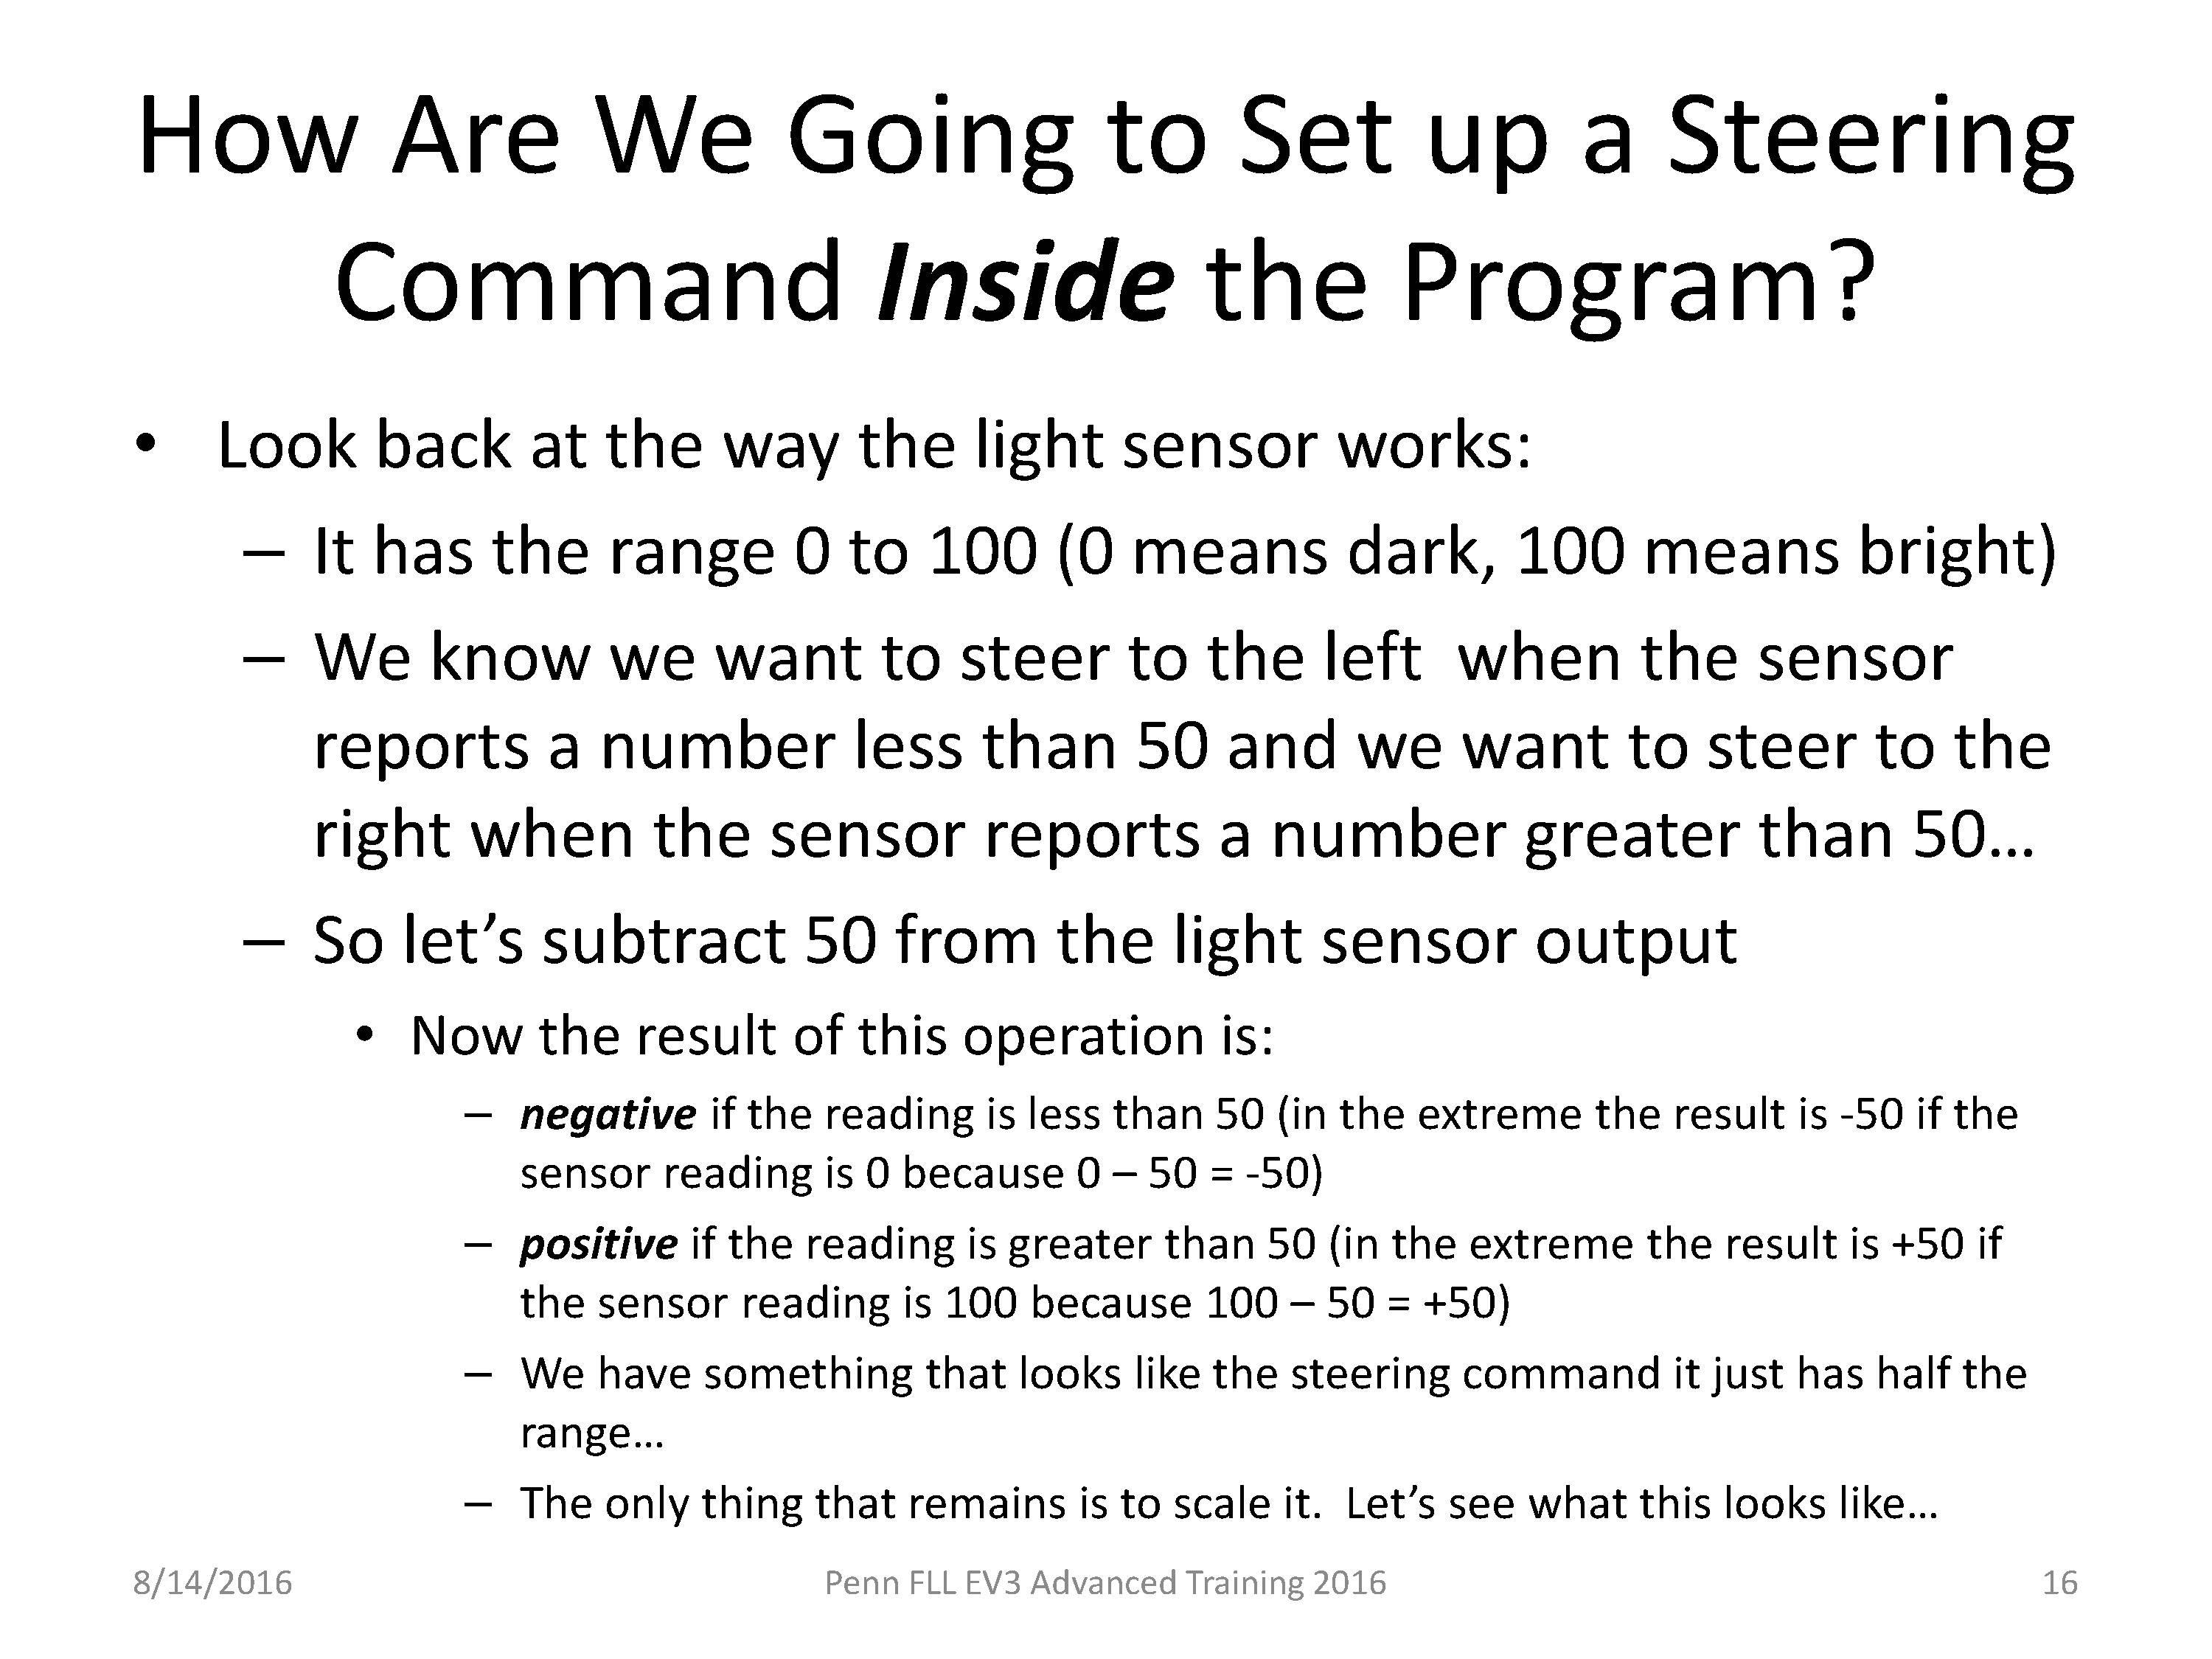 How Are We Going to Set up a Steering
Command Inside the Program?
• Look back at the way the light sensor works:
– It has the range 0 to 100 (0 means dark, 100 means bright)
– We know we want to steer to the left when the sensor
reports a number less than 50 and we want to steer to the
right when the sensor reports a number greater than 50…
– So let’s subtract 50 from the light sensor output
• Now the result of this operation is:
– negative if the reading is less than 50 (in the extreme the result is -50 if the
sensor reading is 0 because 0 – 50 = -50)
– positive if the reading is greater than 50 (in the extreme the result is +50 if
the sensor reading is 100 because 100 – 50 = +50)
– We have something that looks like the steering command it just has half the
range…
– The only thing that remains is to scale it. Let’s see what this looks like…
8/14/2016
Penn FLL EV3 Advanced Training 2016
16